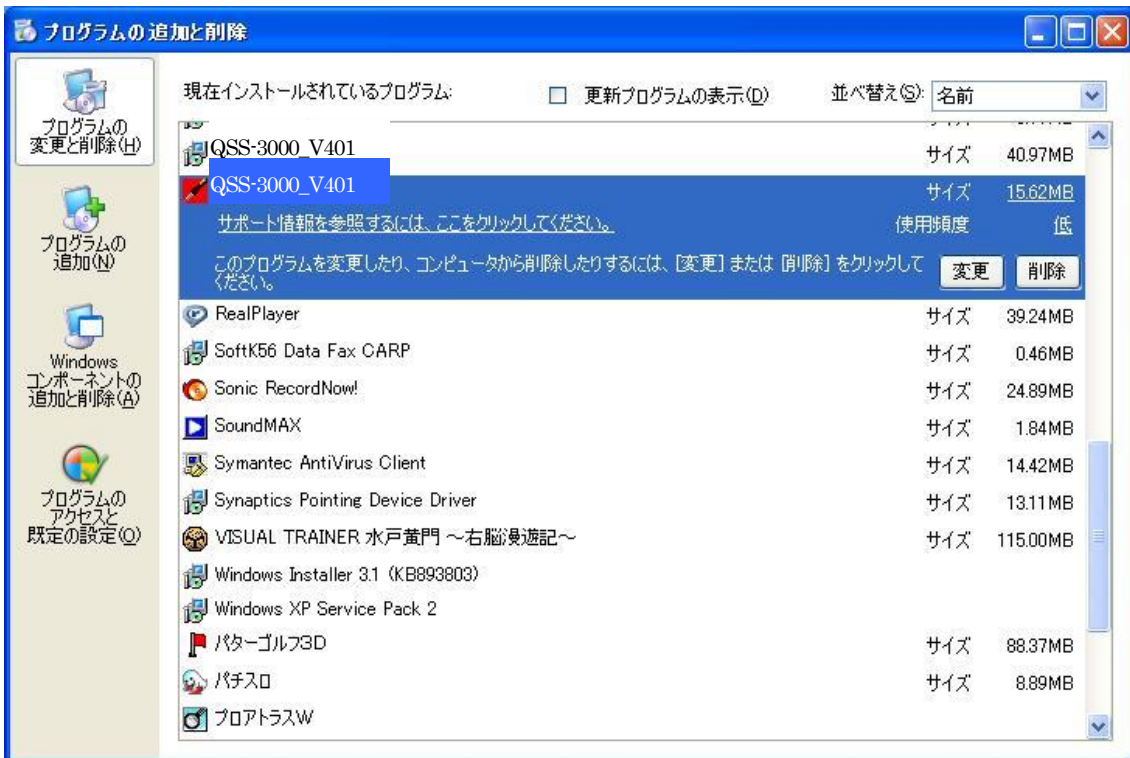 プログラムの追加と削除
プログラムの
変更と削除(H)
プログラムの
追加(N)
Windows
コンポーネントの
追加と削除(A)
プログラムの
アクセスと
既定の設定(O)
現在インストールされているプログラム:
更新プログラムの表示(D)
並べ替え(S): 名前
QSS-3000_V401 サイズ 40.97MB
QSS-3000_V401 サイズ 15.62MB
サポート情報を参照するには、ここをクリックしてください。 使用頻度 低
このプログラムを変更したり、コンピュータから削除したりするには、[変更] または [削除] をクリックして
ください。 変更 削除
RealPlayer サイズ 39.24MB
SoftK56 Data Fax CARP サイズ 0.46MB
Sonic RecordNow! サイズ 24.89MB
SoundMAX サイズ 1.84MB
Symantec AntiVirus Client サイズ 14.42MB
Synaptics Pointing Device Driver サイズ 13.11MB
VISUAL TRAINER 水戸黄門 ～右脳漫遊記～ サイズ 115.00MB
Windows Installer 3.1 (KB893803)
Windows XP Service Pack 2
パターゴルフ3D サイズ 88.37MB
パチスロ サイズ 8.89MB
プロアトラスW